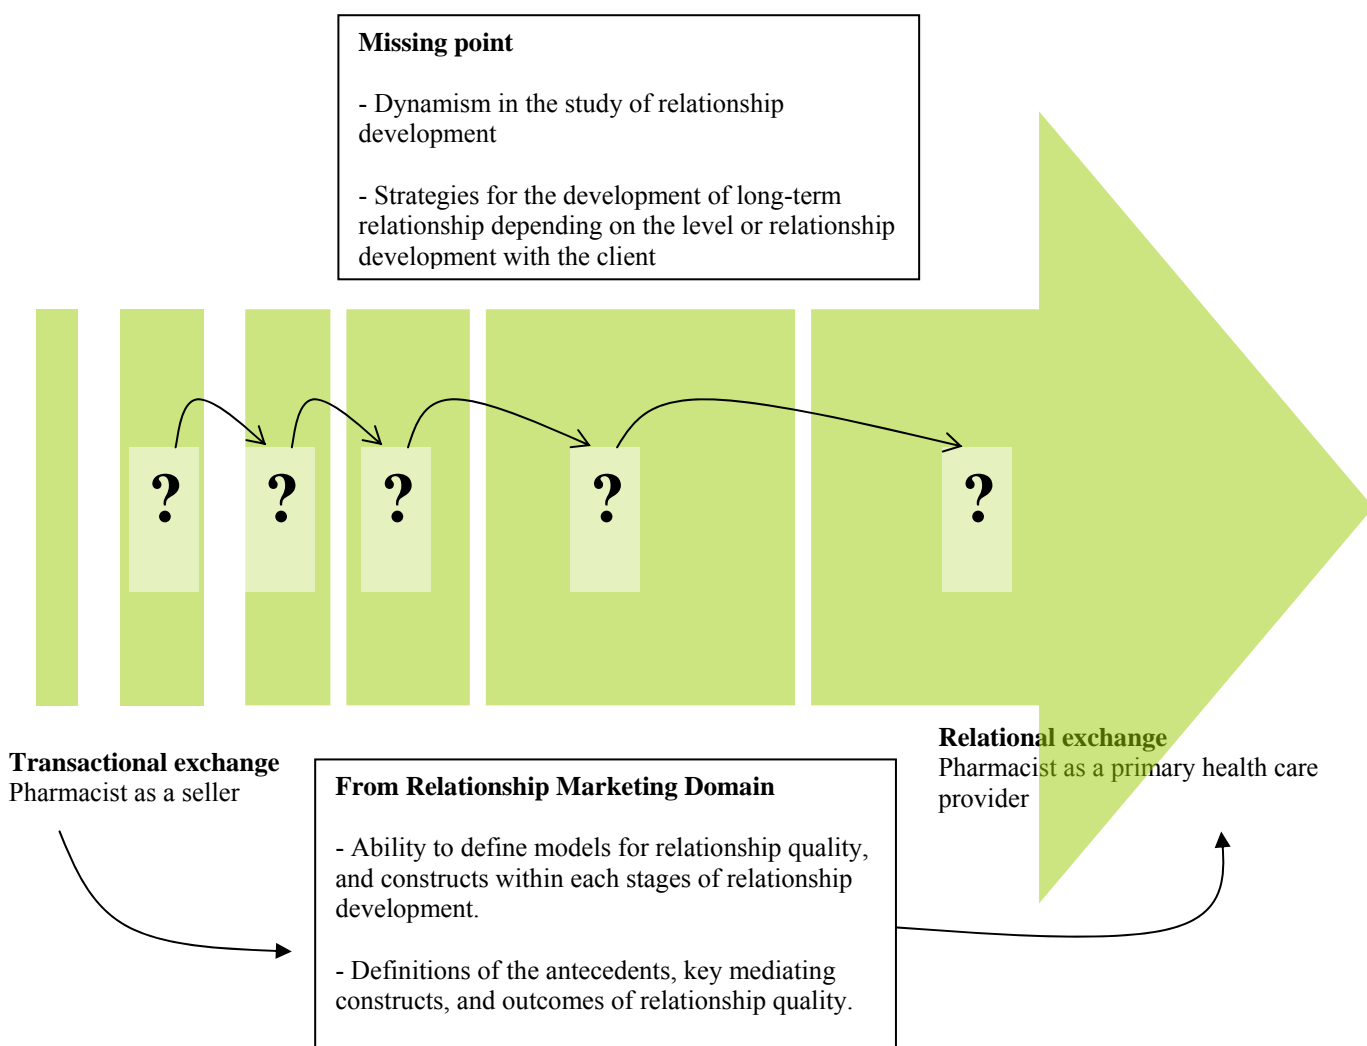 Missing point
- Dynamism in the study of relationship
development
- Strategies for the development of long-term
relationship depending on the level or relationship
development with the client
?
?
?
?
?
Transactional exchange
Pharmacist as a seller
From Relationship Marketing Domain
- Ability to define models for relationship quality,
and constructs within each stages of relationship
development.
- Definitions of the antecedents, key mediating
constructs, and outcomes of relationship quality.
Relational exchange
Pharmacist as a primary health care
provider